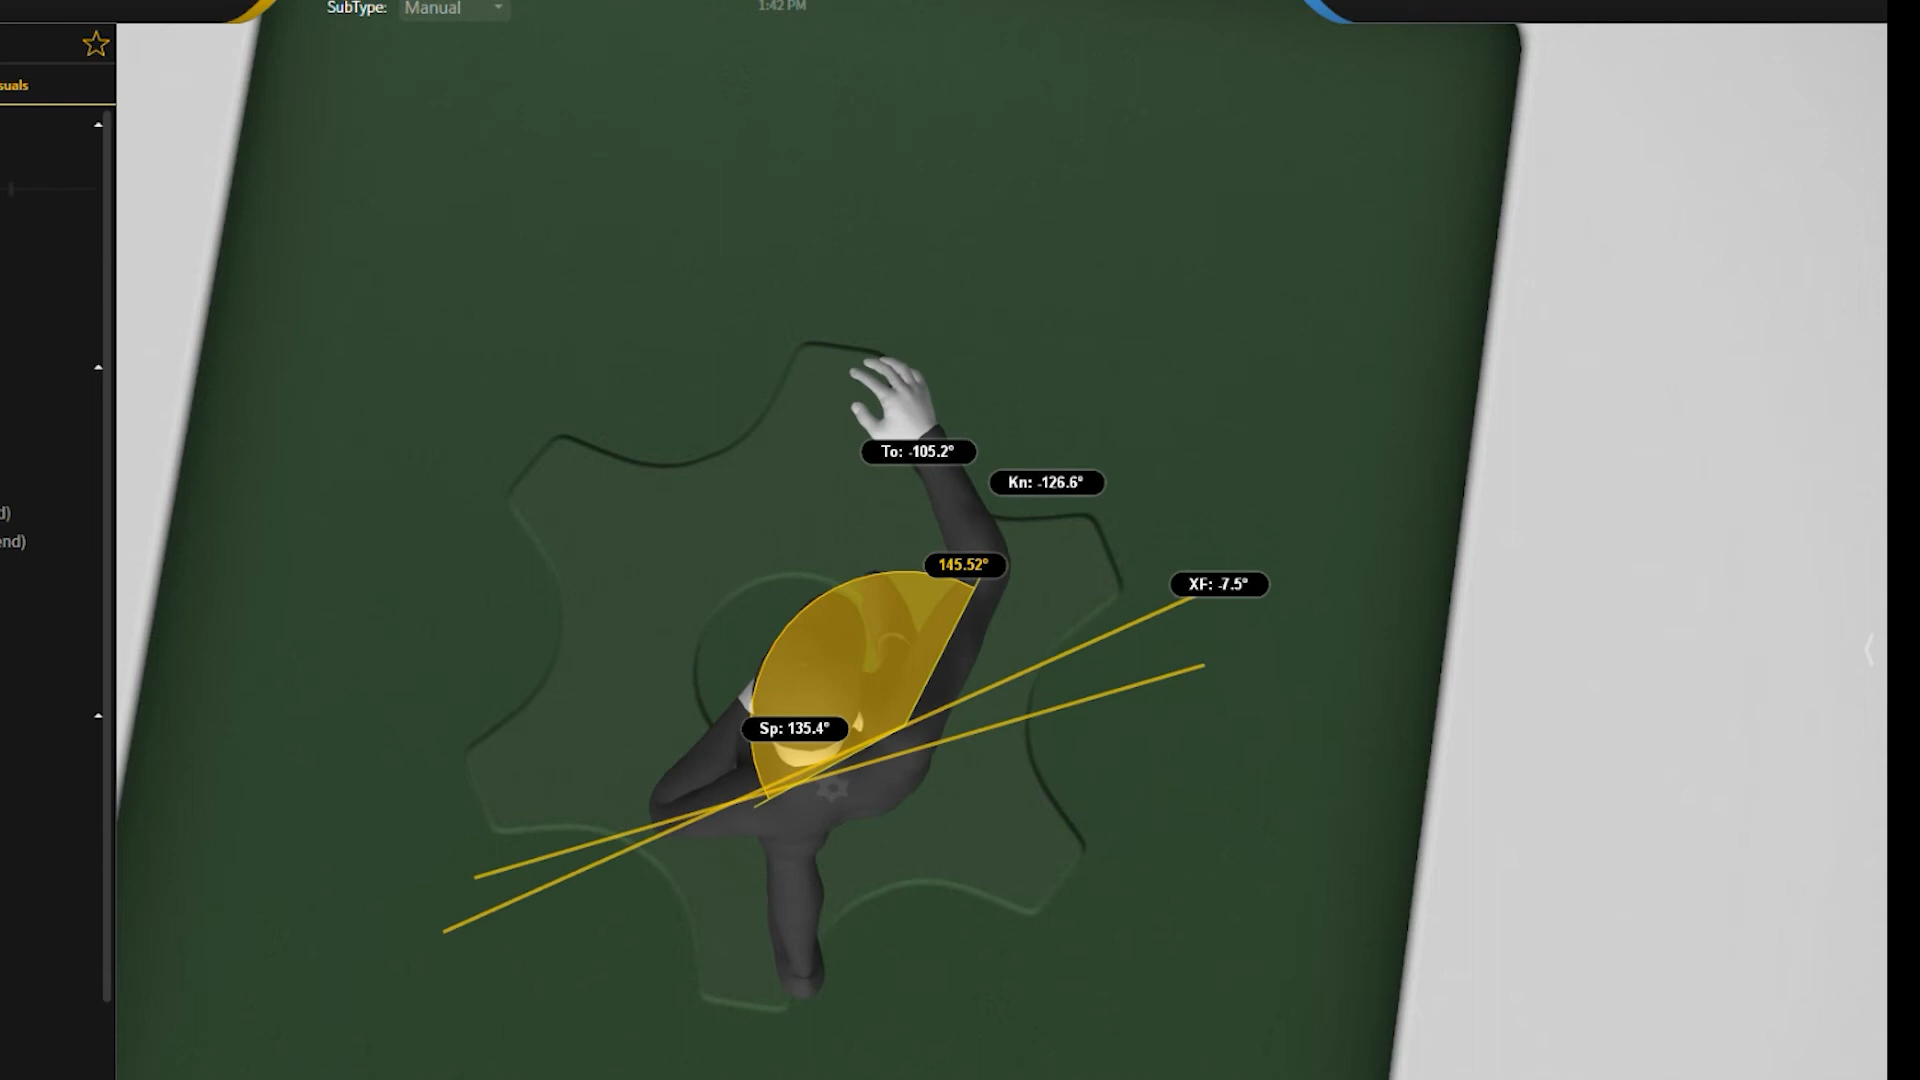 SubType: Manual
1:42 PM
suals
To: -105.2°
Kn: -126.6°
145.52°
XF: -7.5°
d)
end)
Sp: 135.4°